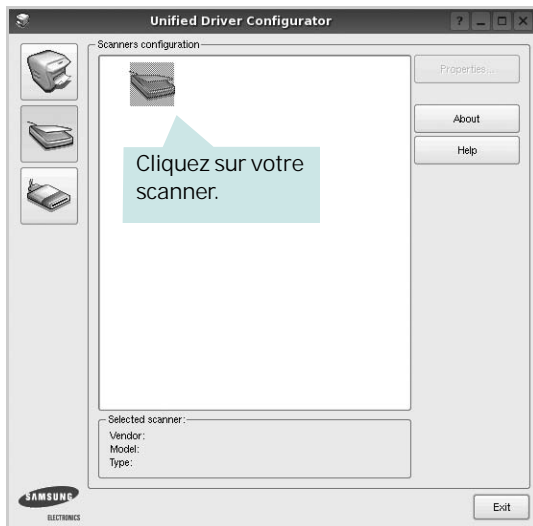 Unified Driver Configurator
Scanners configuration
Properties...
About
Help
Cliquez sur votre
scanner.
Selected scanner:
Vendor:
Model:
Type:
SAMSUNG
ELECTRONICS
Exit